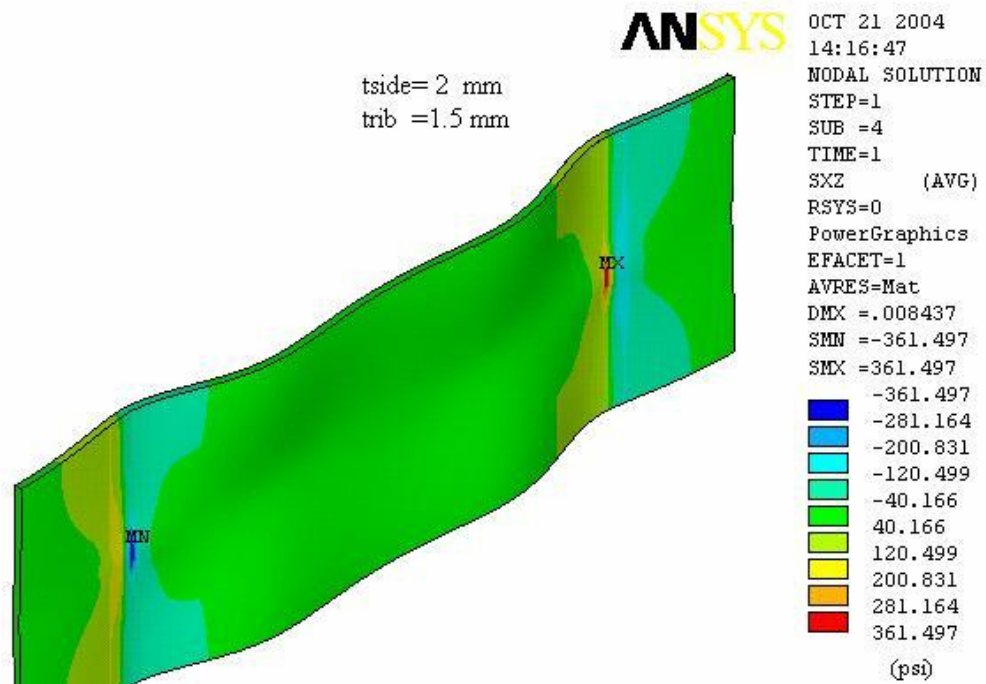 ANSYS
OCT 21 2004
14:16:47
NODAL SOLUTION
STEP=1
SUB =4
TIME=1
SXZ (AVG)
RSYS=0
PowerGraphics
EFACET=1
AVRES=Mat
DMX =.008437
SMN =-361.497
SMX =361.497
-361.497
-281.164
-200.831
-120.499
-40.166
40.166
120.499
200.831
281.164
361.497
(psi)
tside= 2 mm
trib =1.5 mm
MX
MN